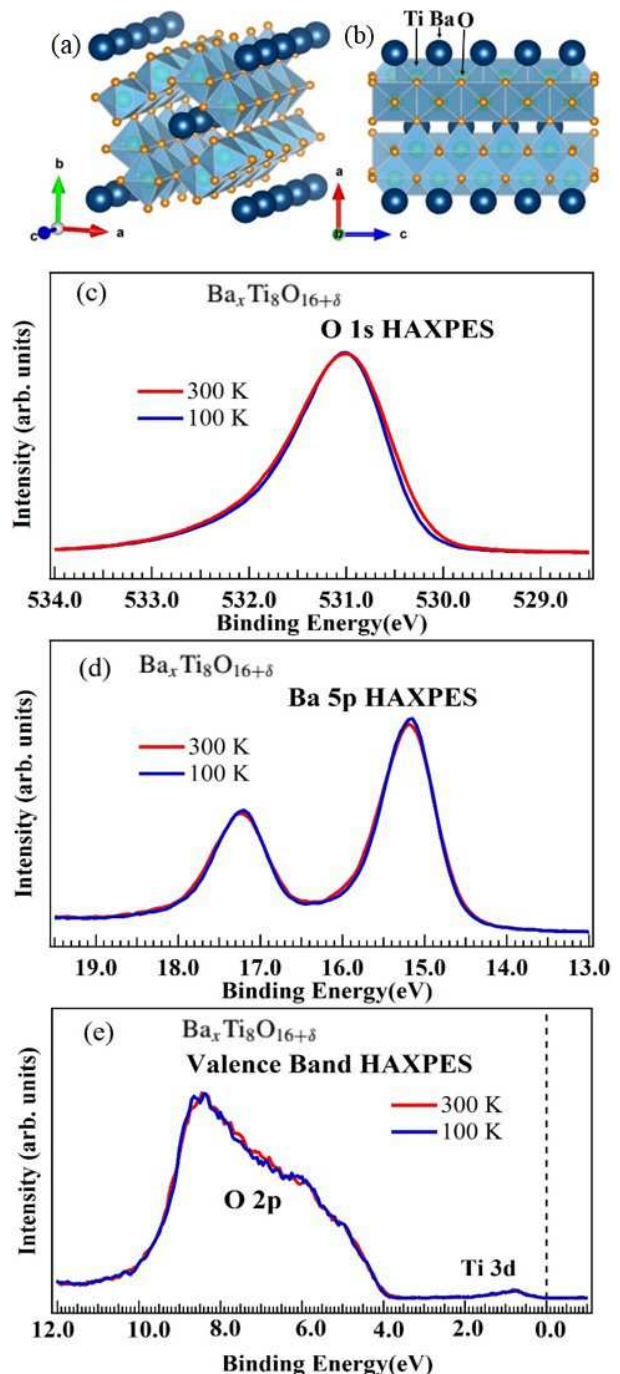 (a)
b
c
a
(b)
Ti Ba O
a
b
c
(c)
BaₓTi₈O₁₆₊δ
O 1s HAXPES
300 K
100 K
Intensity (arb. units)
534.0 533.0 532.0 531.0 530.0 529.0
Binding Energy(eV)
(d)
BaₓTi₈O₁₆₊δ
Ba 5p HAXPES
300 K
100 K
Intensity (arb. units)
19.0 18.0 17.0 16.0 15.0 14.0 13.0
Binding Energy(eV)
(e)
BaₓTi₈O₁₆₊δ
Valence Band HAXPES
300 K
100 K
O 2p
Ti 3d
Intensity (arb. units)
12.0 10.0 8.0 6.0 4.0 2.0 0.0
Binding Energy(eV)